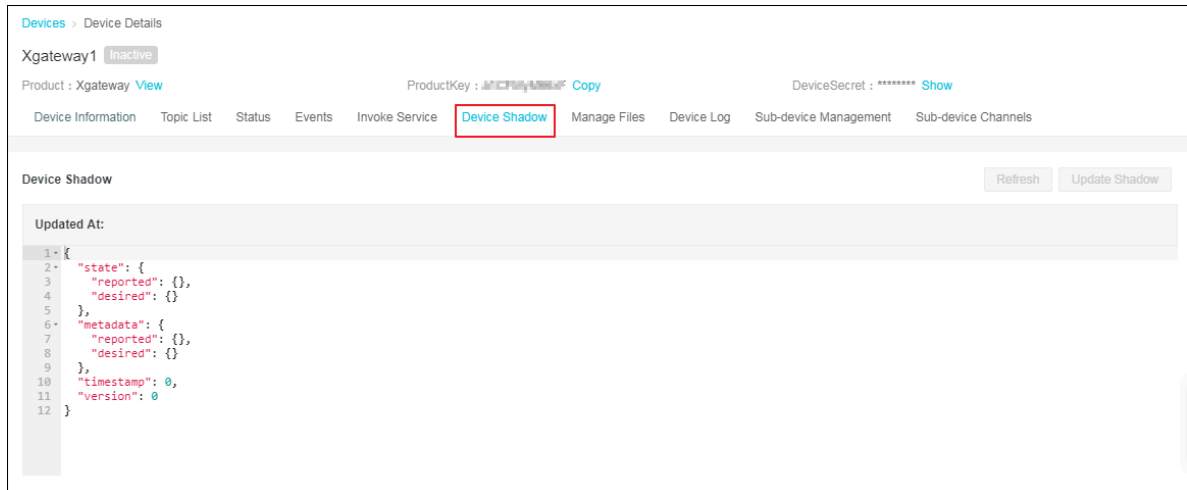 Devices > Device Details
Xgateway1 Inactive
Product : Xgateway View ProductKey : Copy DeviceSecret : ******** Show
Device Information Topic List Status Events Invoke Service Device Shadow Manage Files Device Log Sub-device Management Sub-device Channels
Device Shadow Refresh Update Shadow
Updated At:
1 {
2 "state": {
3 "reported": {},
4 "desired": {}
5 },
6 "metadata": {
7 "reported": {},
8 "desired": {}
9 },
10 "timestamp": 0,
11 "version": 0
12 }